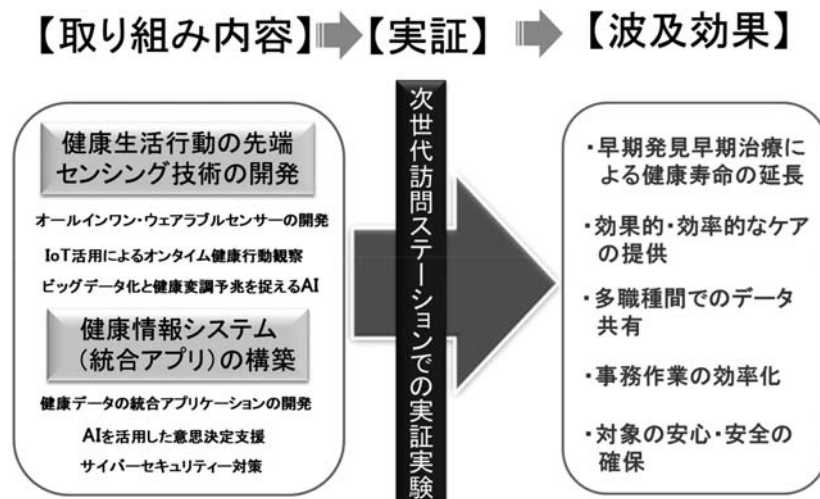 【取り組み内容】
【実証】
【波及効果】
健康生活行動の先端
センシング技術の開発
オールインワン・ウェアラブルセンサーの開発
IoT活用によるオンタイム健康行動観察
ビッグデータ化と健康変調予兆を捉えるAI
健康情報システム
(統合アプリ)の構築
健康データの統合アプリケーションの開発
AIを活用した意思決定支援
サイバーセキュリティー対策
次世代訪問ステーションでの実証実験
・早期発見早期治療に
よる健康寿命の延長
・効果的・効率的なケア
の提供
・多職種間でのデータ
共有
・事務作業の効率化
・対象の安心・安全の
確保